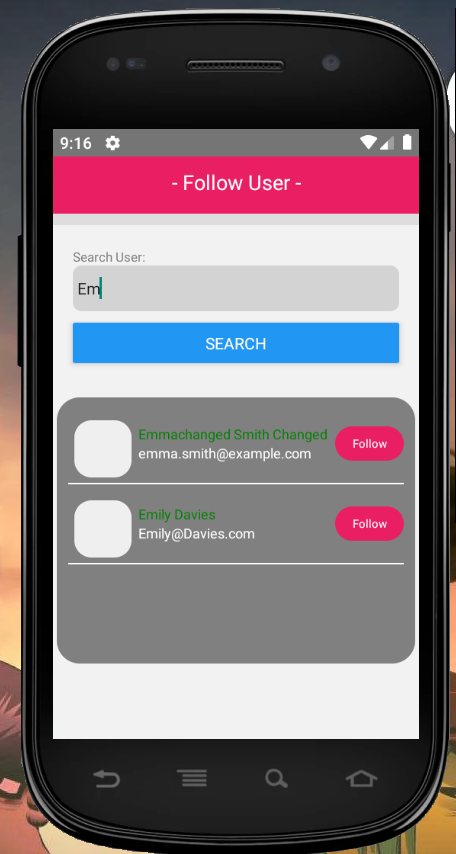 9:16
- Follow User -
Search User:
Em
SEARCH
Emmachanged Smith Changed
emma.smith@example.com
Follow
Emily Davies
Emily@Davies.com
Follow